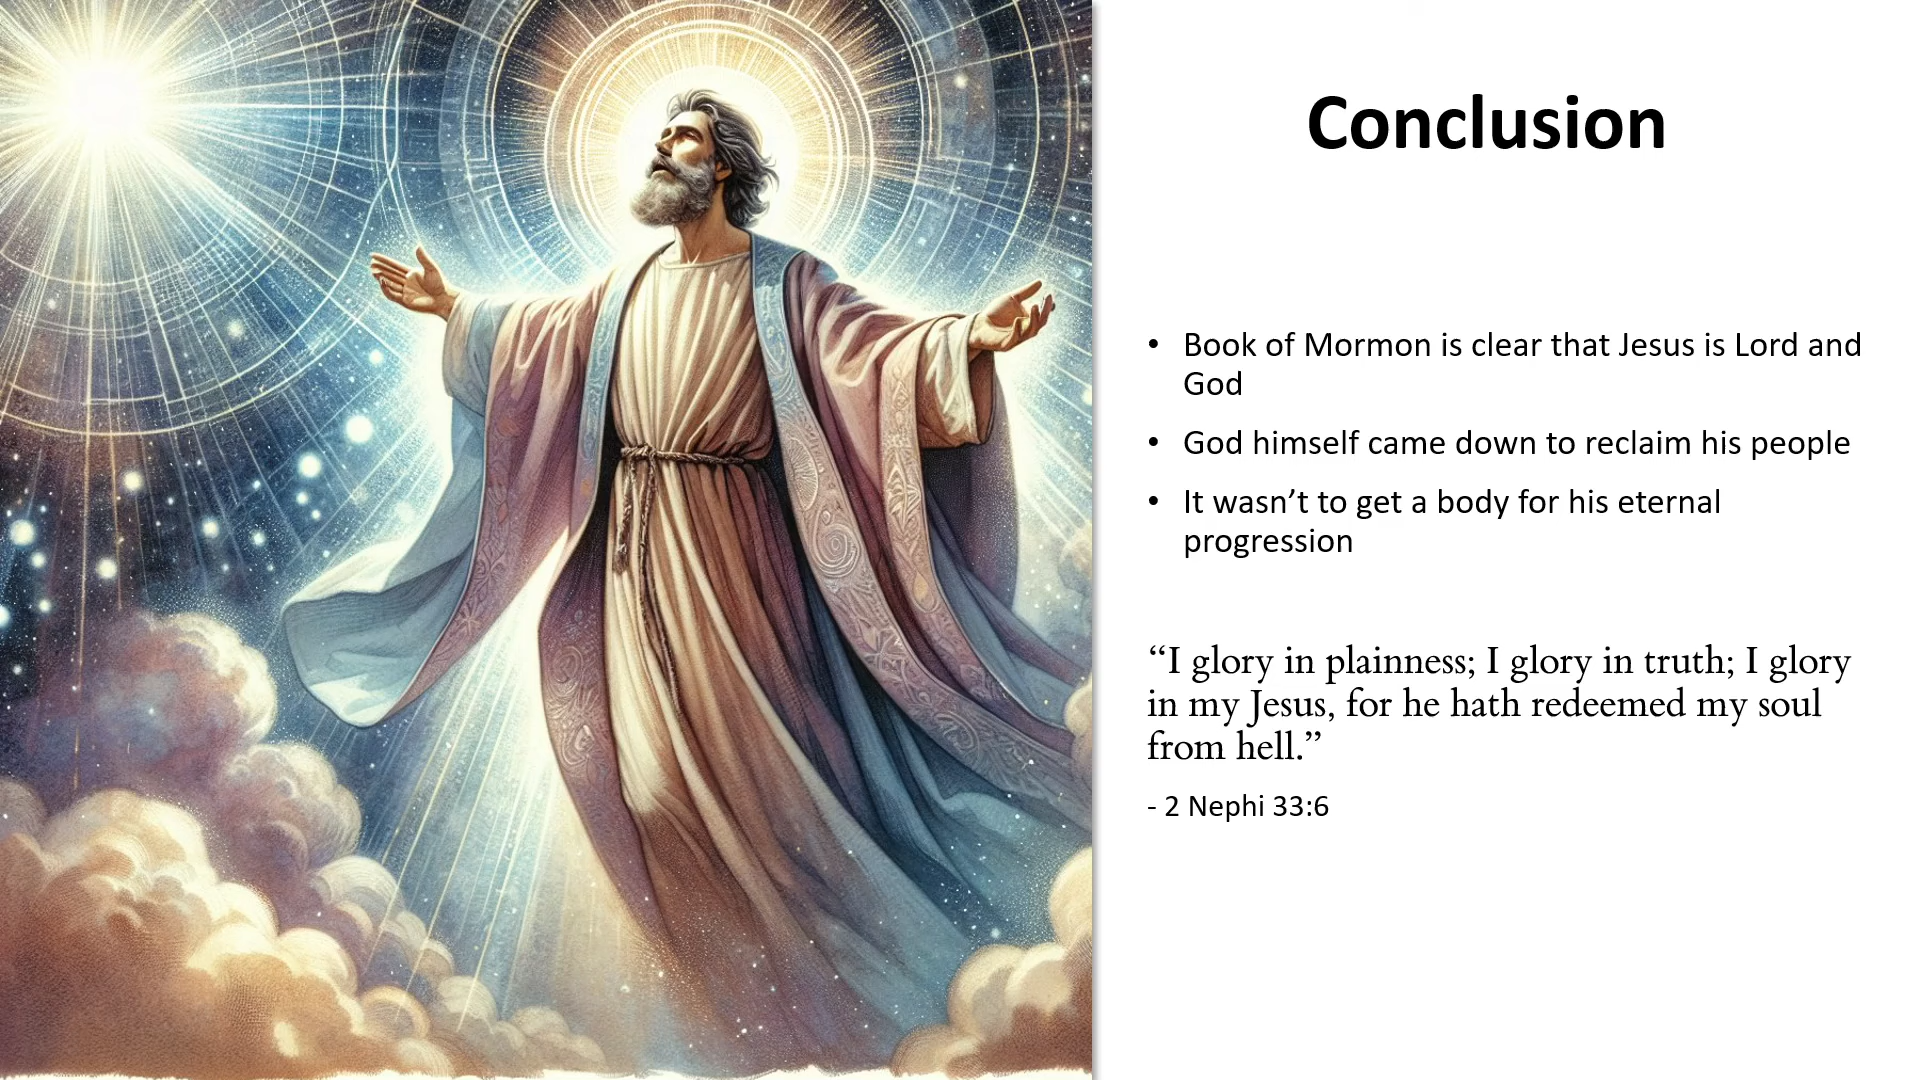 Conclusion
• Book of Mormon is clear that Jesus is Lord and
God
• God himself came down to reclaim his people
• It wasn’t to get a body for his eternal
progression
“I glory in plainness; I glory in truth; I glory
in my Jesus, for he hath redeemed my soul
from hell.”
- 2 Nephi 33:6